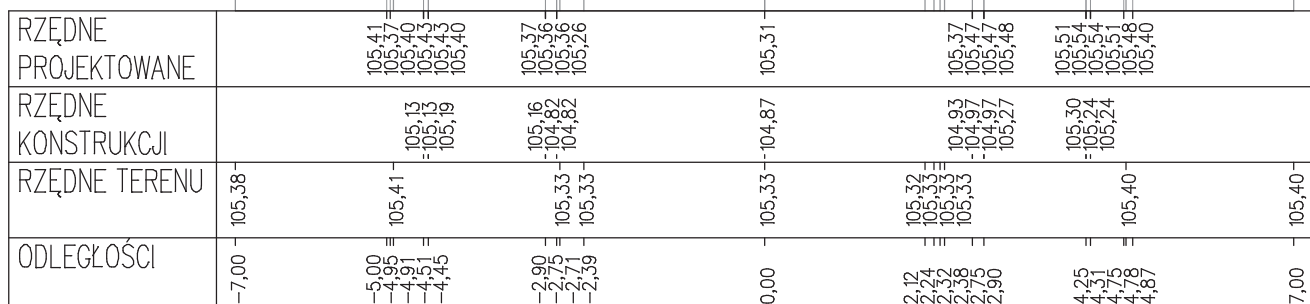 RZĘDNE
PROJEKTOWANE
105,41 105,37 105,40 105,43 105,43 105,40 105,37 105,36 105,36 105,26 105,31 105,37 105,47 105,47 105,48 105,51 105,54 105,54 105,51 105,48 105,40
RZĘDNE
KONSTRUKCJI
105,13 105,13 105,19 105,16 104,82 104,82 104,87 104,93 104,97 104,97 105,27 105,30 105,24 105,24
RZĘDNE TERENU
105,38 105,41 105,33 105,33 105,33 105,32 105,33 105,33 105,33 105,40 105,40
ODLEGŁOŚCI
-7,00 -5,00 -4,95 -4,91 -4,51 -4,45 -2,90 -2,75 -2,71 -2,39 0,00 2,12 2,24 2,32 2,38 2,75 2,90 4,25 4,31 4,75 4,78 4,87 7,00